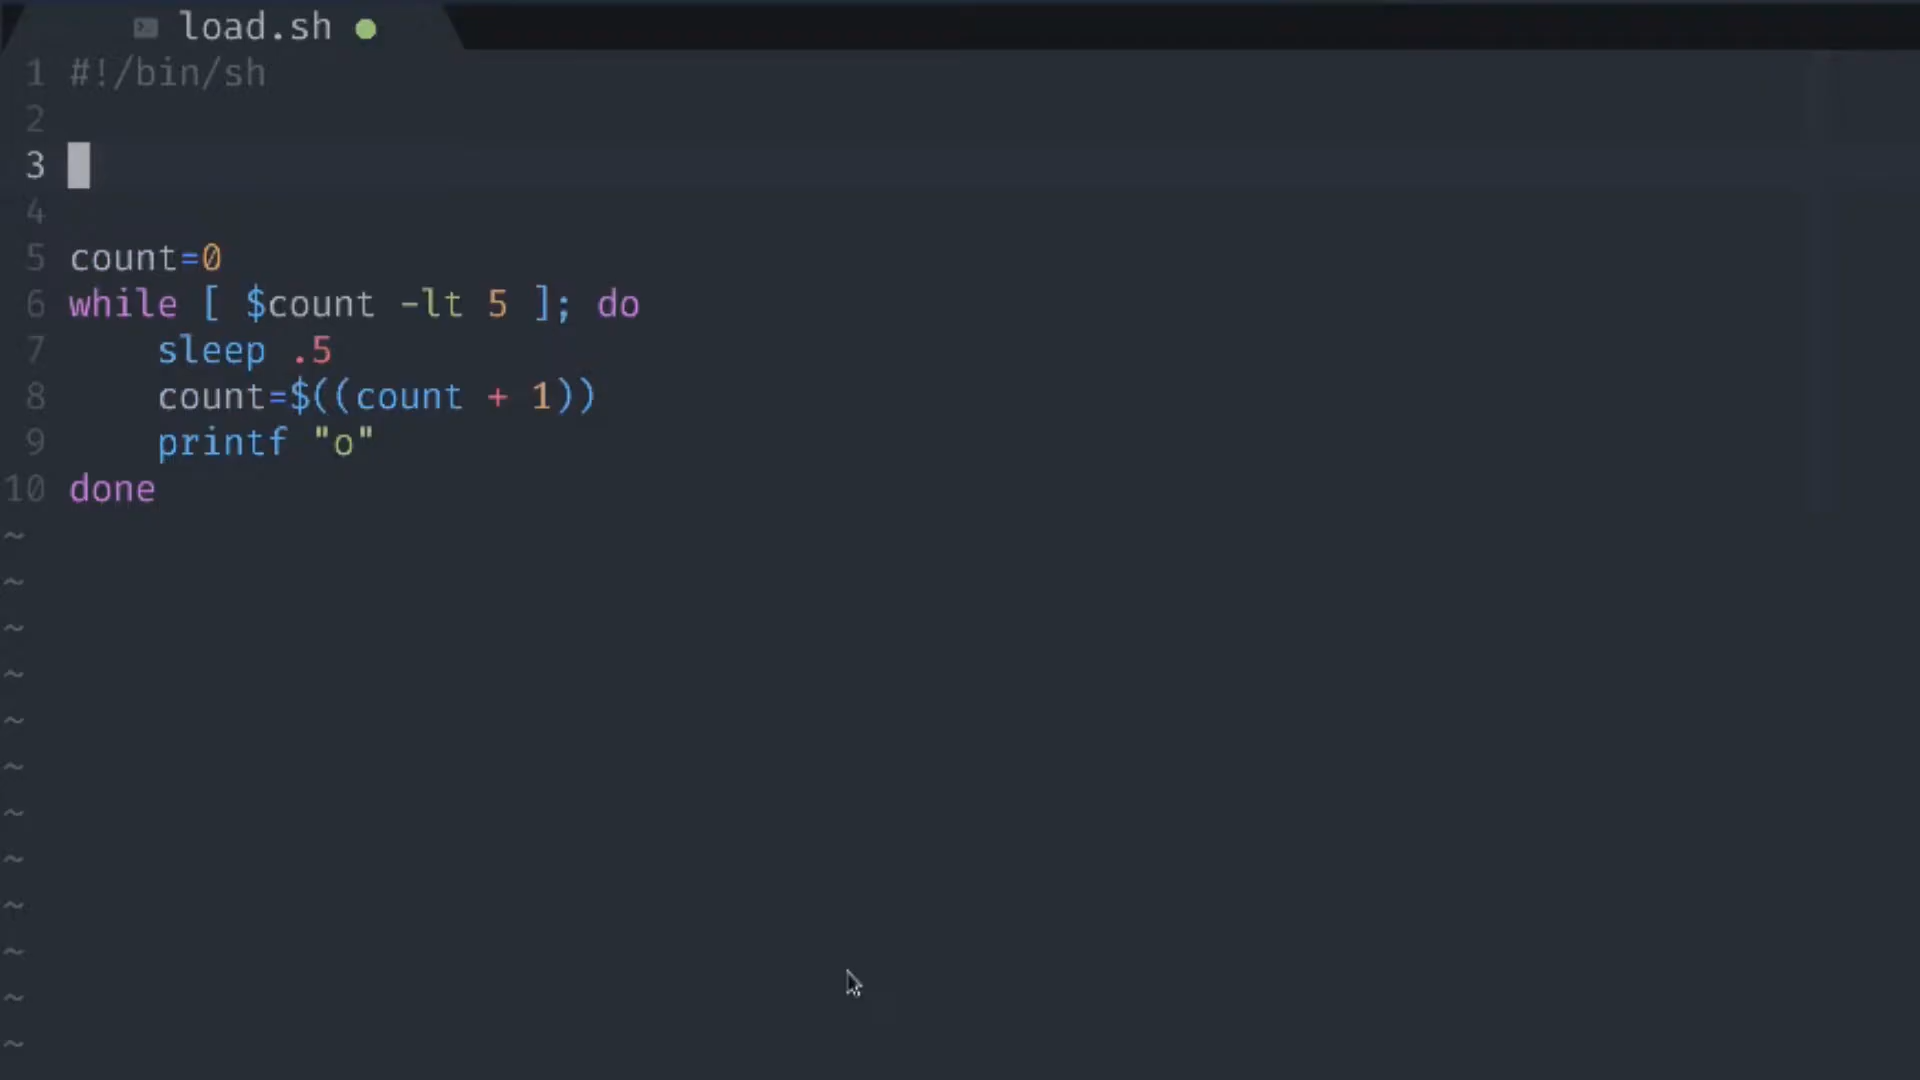 load.sh
1 #!/bin/sh
2
3
4
5 count=0
6 while [ $count -lt 5 ]; do
7     sleep .5
8     count=$((count + 1))
9     printf "o"
10 done
~
~
~
~
~
~
~
~
~
~
~
~